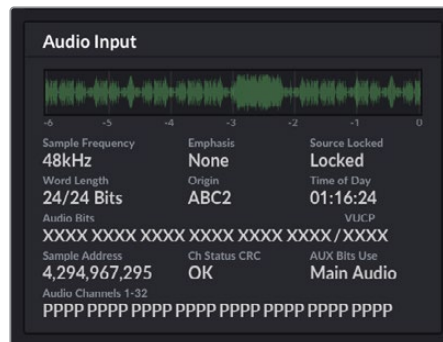 Audio Input
-6 -5 -4 -3 -2 -1 0
Sample Frequency Emphasis Source Locked
48kHz None Locked
Word Length Origin Time of Day
24/24 Bits ABC2 01:16:24
Audio Bits VUCP
XXXX XXXX XXXX XXXX XXXX XXXX/XXXX
Sample Address Ch Status CRC AUX Bits Use
4,294,967,295 OK Main Audio
Audio Channels 1-32
PPPP PPPP PPPP PPPP PPPP PPPP PPPP PPPP